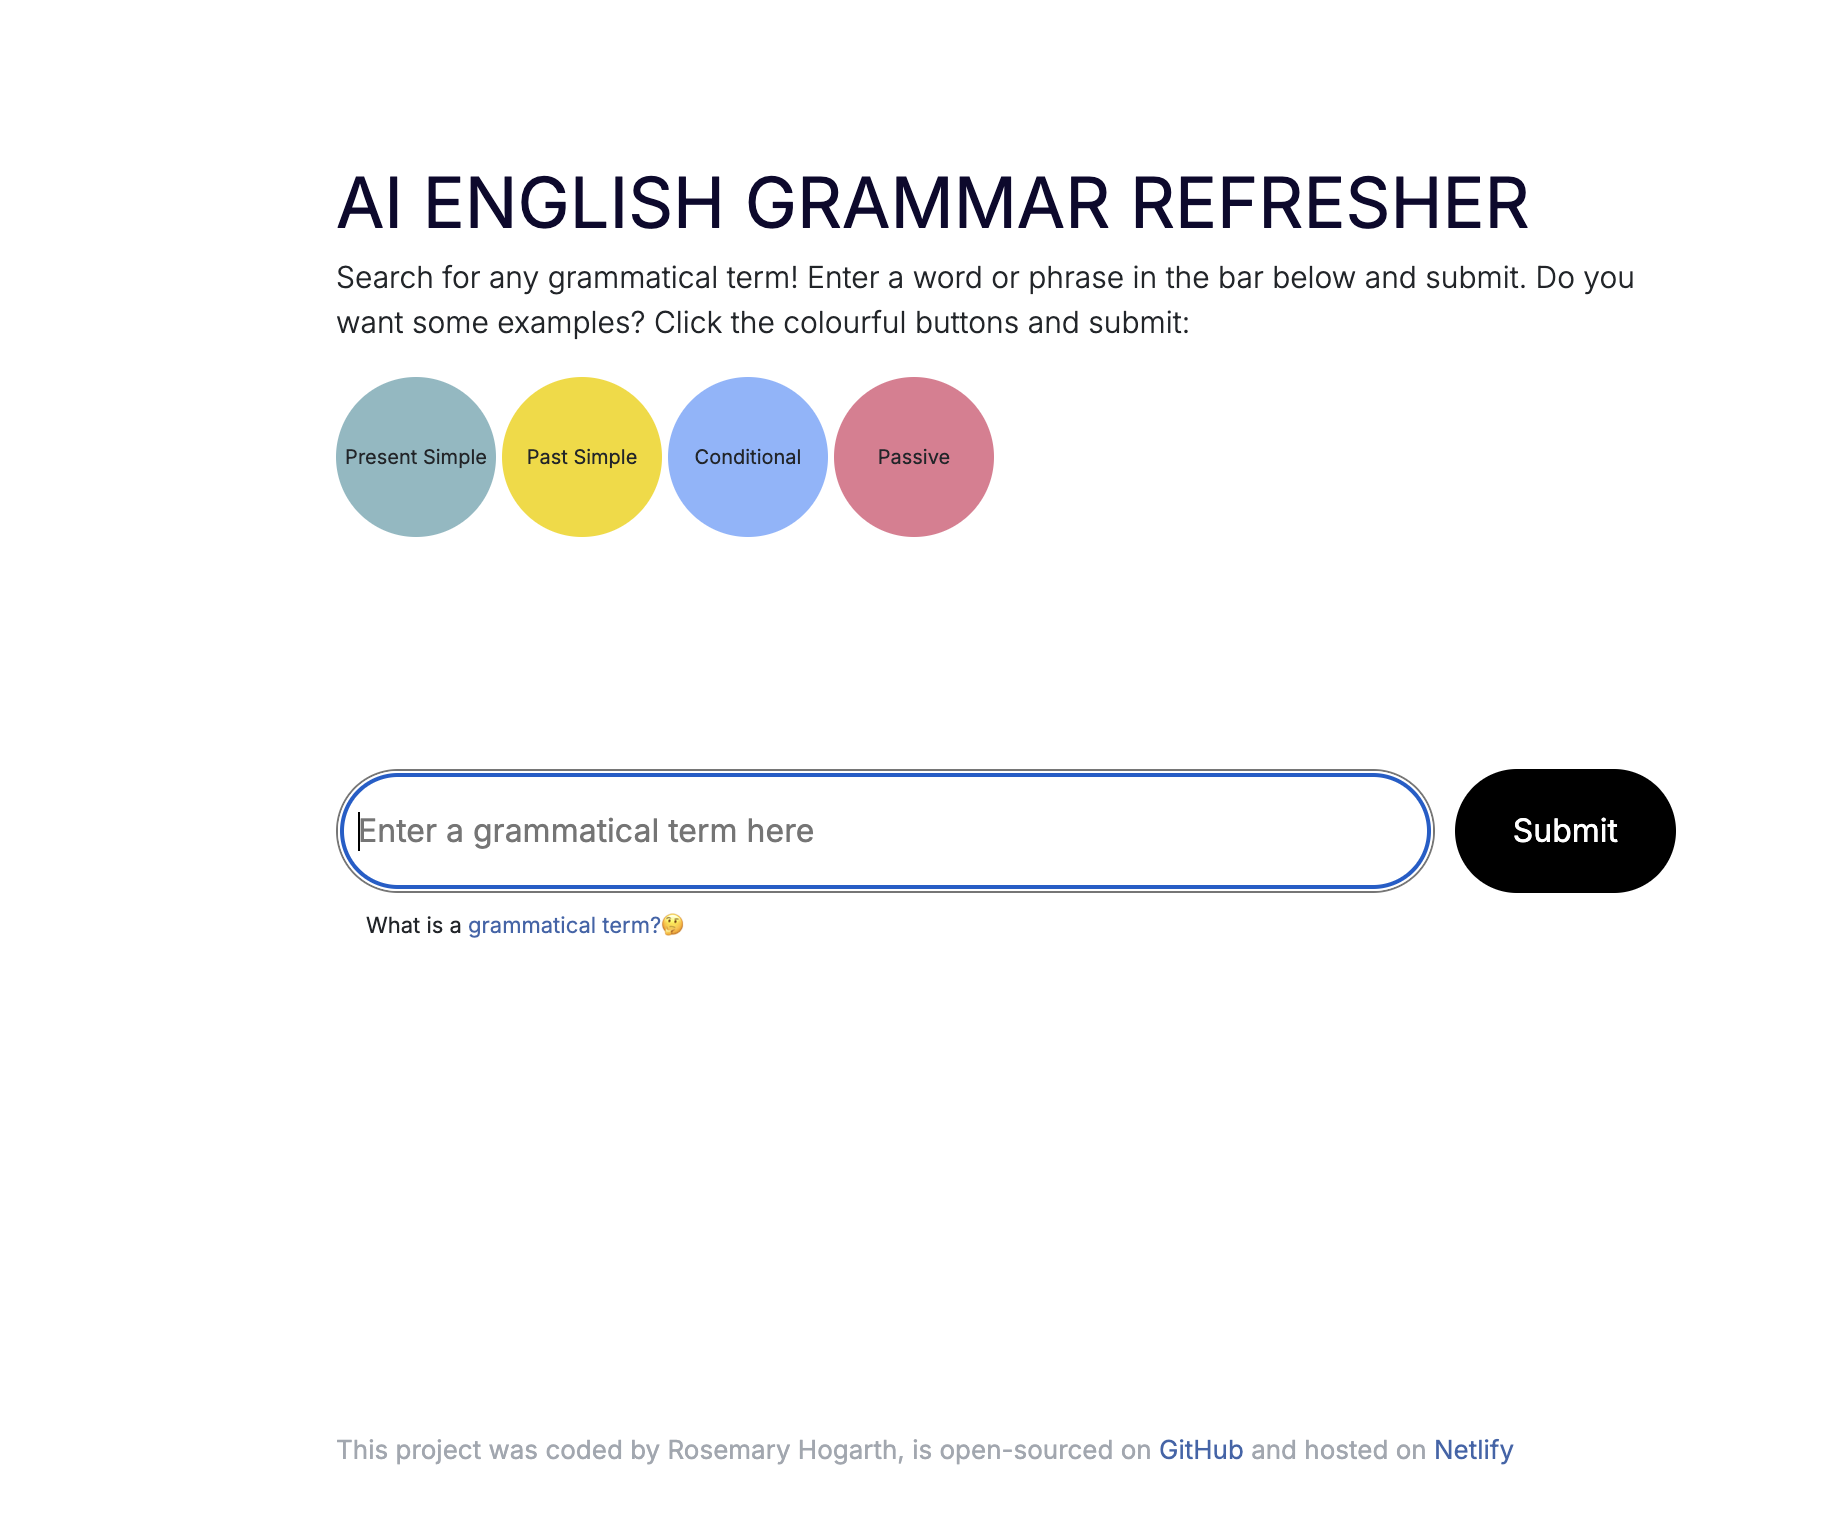 AI ENGLISH GRAMMAR REFRESHER
Search for any grammatical term! Enter a word or phrase in the bar below and submit. Do you
want some examples? Click the colourful buttons and submit:
Present Simple Past Simple Conditional Passive
Enter a grammatical term here
Submit
What is a grammatical term?🤔
This project was coded by Rosemary Hogarth, is open-sourced on GitHub and hosted on Netlify